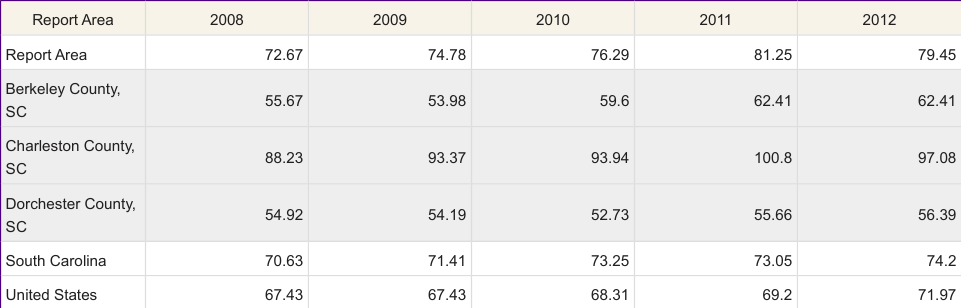 Report Area 2008 2009 2010 2011 2012
Report Area 72.67 74.78 76.29 81.25 79.45
Berkeley County,
SC 55.67 53.98 59.6 62.41 62.41
Charleston County,
SC 88.23 93.37 93.94 100.8 97.08
Dorchester County,
SC 54.92 54.19 52.73 55.66 56.39
South Carolina 70.63 71.41 73.25 73.05 74.2
United States 67.43 67.43 68.31 69.2 71.97